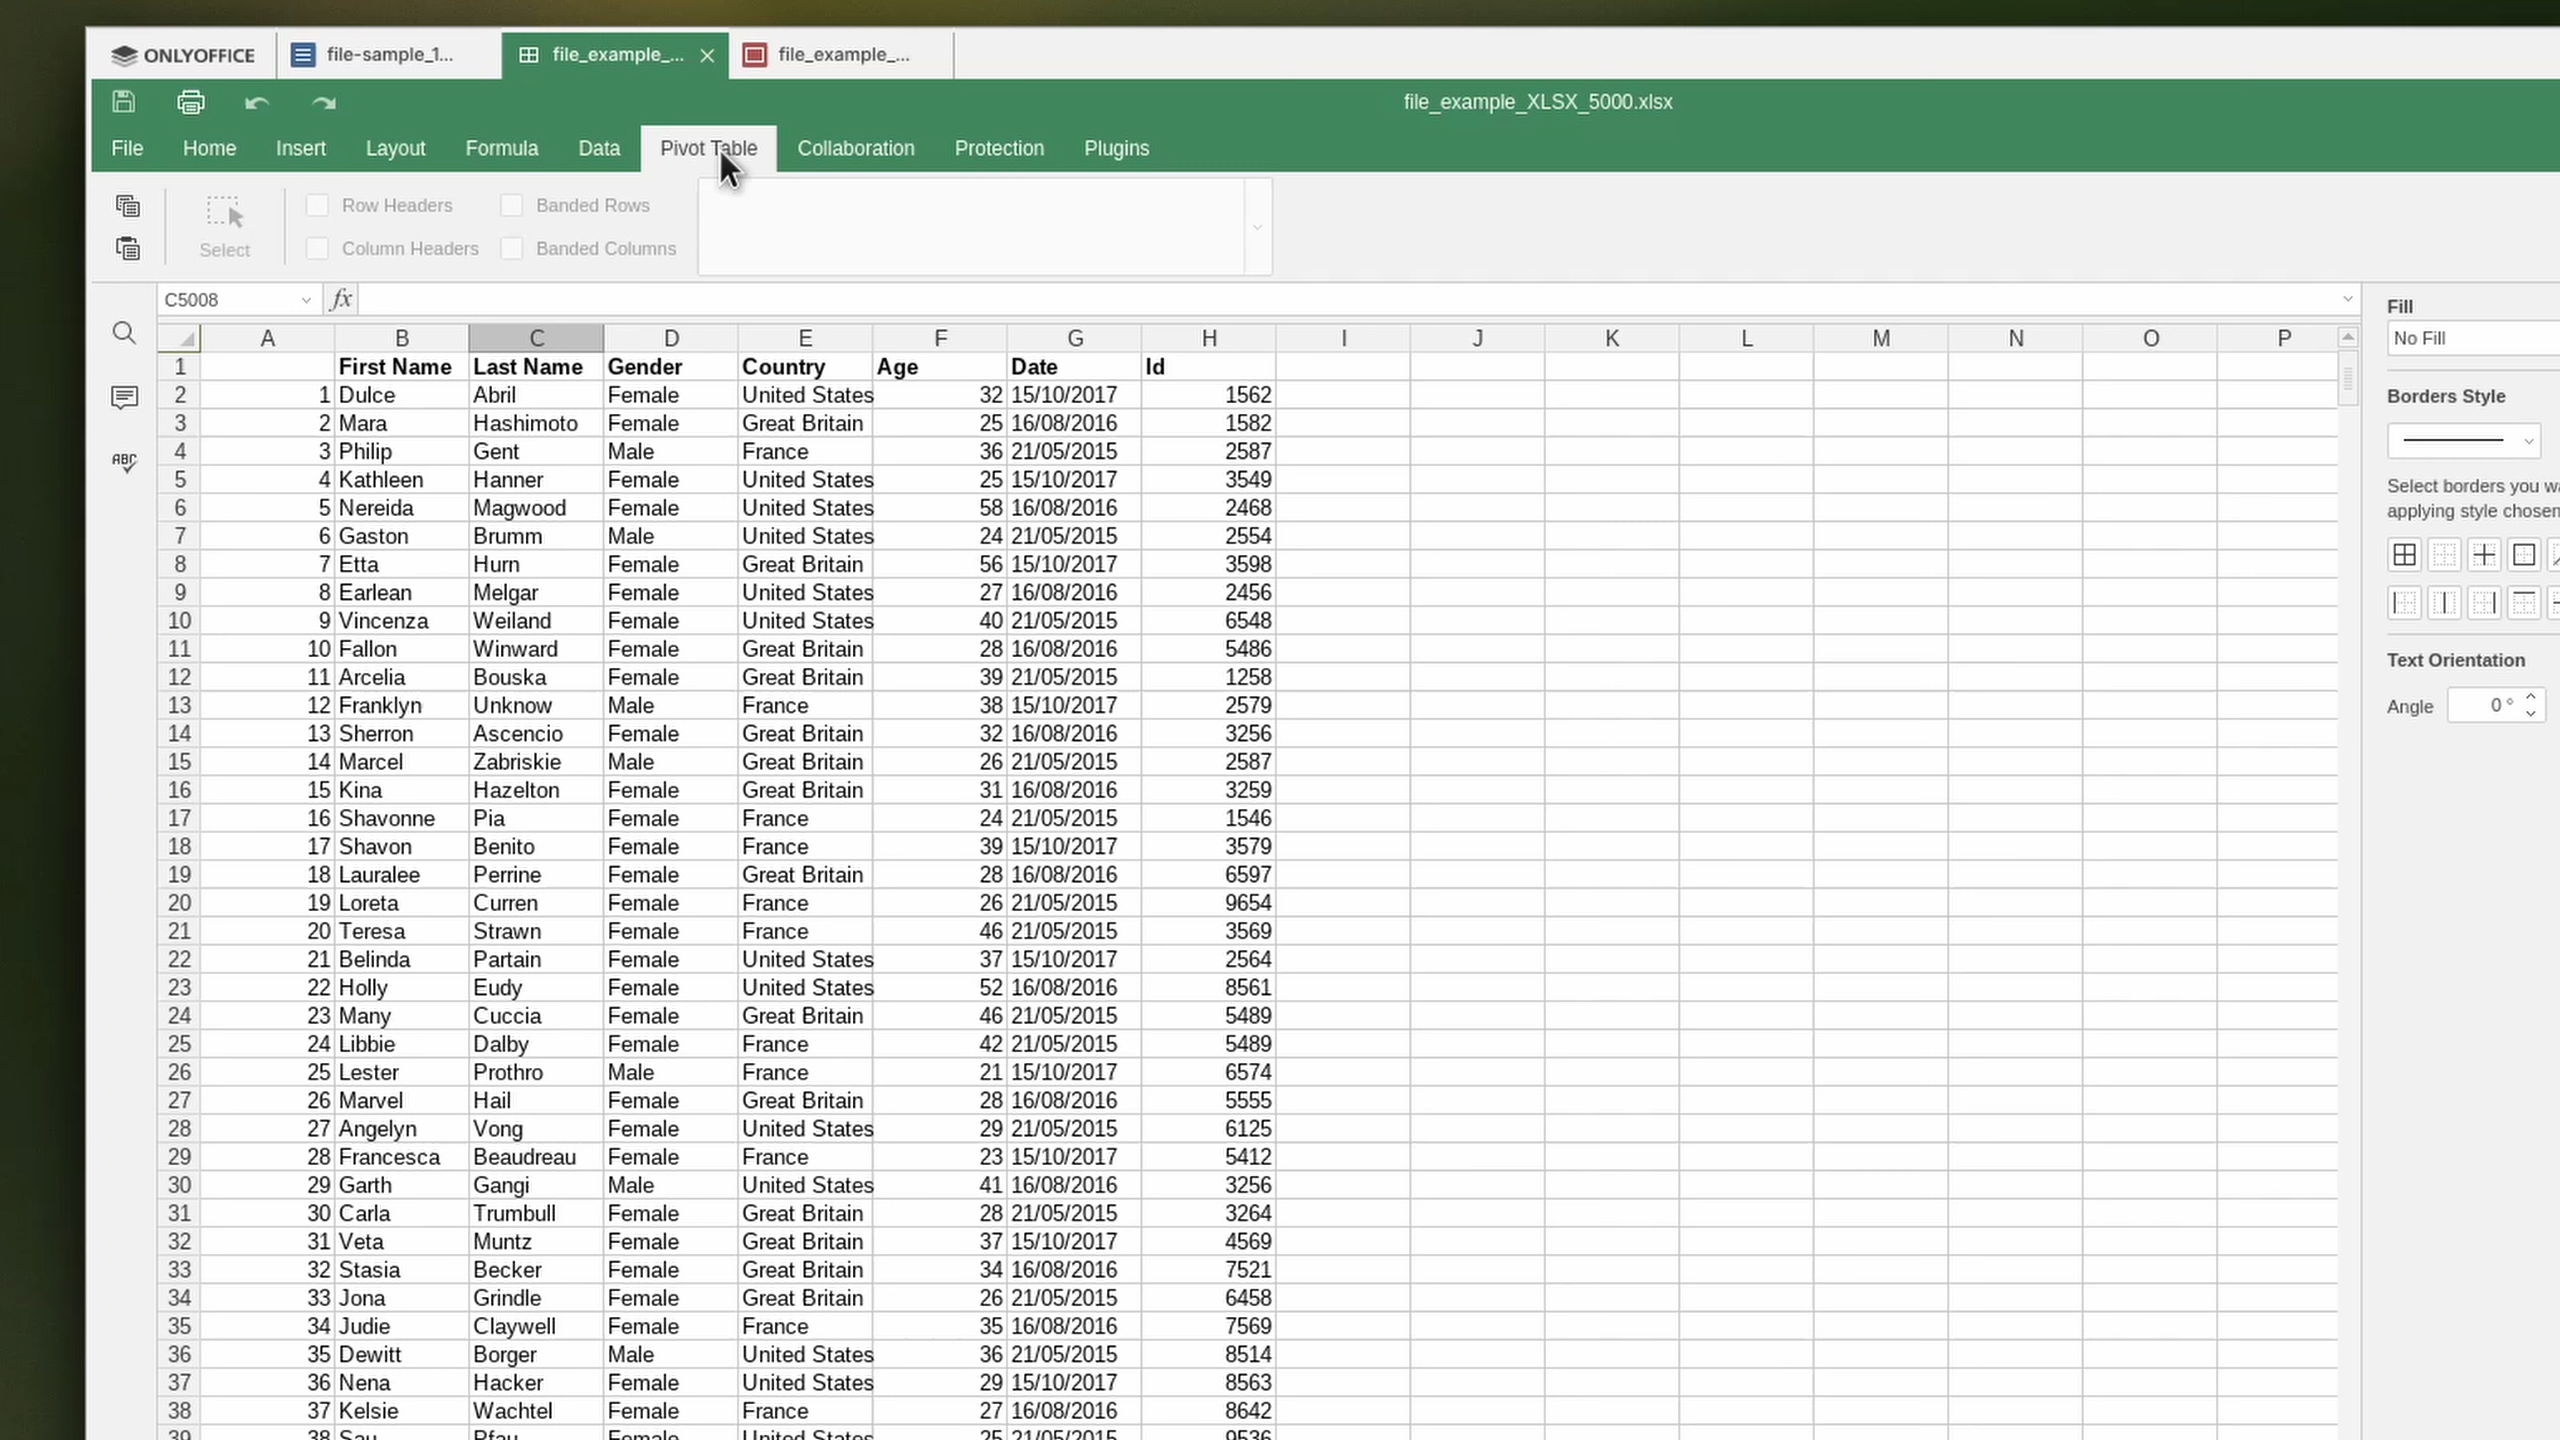 ONLYOFFICE file-sample_1... file_example_... file_example_...
file_example_XLSX_5000.xlsx
File Home Insert Layout Formula Data Pivot Table Collaboration Protection Plugins
Select Row Headers Banded Rows
Column Headers Banded Columns
C5008 fx
Fill
No Fill
Borders Style
Select borders you
applying style chosen
Text Orientation
Angle 0 °
ABC
A B C D E F G H I J K L M N O P
1 First Name Last Name Gender Country Age Date Id
2 1 Dulce Abril Female United States 32 15/10/2017 1562
3 2 Mara Hashimoto Female Great Britain 25 16/08/2016 1582
4 3 Philip Gent Male France 36 21/05/2015 2587
5 4 Kathleen Hanner Female United States 25 15/10/2017 3549
6 5 Nereida Magwood Female United States 58 16/08/2016 2468
7 6 Gaston Brumm Male United States 24 21/05/2015 2554
8 7 Etta Hurn Female Great Britain 56 15/10/2017 3598
9 8 Earlean Melgar Female United States 27 16/08/2016 2456
10 9 Vincenza Weiland Female United States 40 21/05/2015 6548
11 10 Fallon Winward Female Great Britain 28 16/08/2016 5486
12 11 Arcelia Bouska Female Great Britain 39 21/05/2015 1258
13 12 Franklyn Unknow Male France 38 15/10/2017 2579
14 13 Sherron Ascencio Female Great Britain 32 16/08/2016 3256
15 14 Marcel Zabriskie Male Great Britain 26 21/05/2015 2587
16 15 Kina Hazelton Female Great Britain 31 16/08/2016 3259
17 16 Shavonne Pia Female France 24 21/05/2015 1546
18 17 Shavon Benito Female France 39 15/10/2017 3579
19 18 Lauralee Perrine Female Great Britain 28 16/08/2016 6597
20 19 Loreta Curren Female France 26 21/05/2015 9654
21 20 Teresa Strawn Female France 46 21/05/2015 3569
22 21 Belinda Partain Female United States 37 15/10/2017 2564
23 22 Holly Eudy Female United States 52 16/08/2016 8561
24 23 Many Cuccia Female Great Britain 46 21/05/2015 5489
25 24 Libbie Dalby Female France 42 21/05/2015 5489
26 25 Lester Prothro Male France 21 15/10/2017 6574
27 26 Marvel Hail Female Great Britain 28 16/08/2016 5555
28 27 Angelyn Vong Female United States 29 21/05/2015 6125
29 28 Francesca Beaudreau Female France 23 15/10/2017 5412
30 29 Garth Gangi Male United States 41 16/08/2016 3256
31 30 Carla Trumbull Female Great Britain 28 21/05/2015 3264
32 31 Veta Muntz Female Great Britain 37 15/10/2017 4569
33 32 Stasia Becker Female Great Britain 34 16/08/2016 7521
34 33 Jona Grindle Female Great Britain 26 21/05/2015 6458
35 34 Judie Claywell Female France 35 16/08/2016 7569
36 35 Dewitt Borger Male United States 36 21/05/2015 8514
37 36 Nena Hacker Female United States 29 15/10/2017 8563
38 37 Kelsie Wachtel Female France 27 16/08/2016 8642
39 38 Sau Pfau Female United States 25 21/05/2015 9536